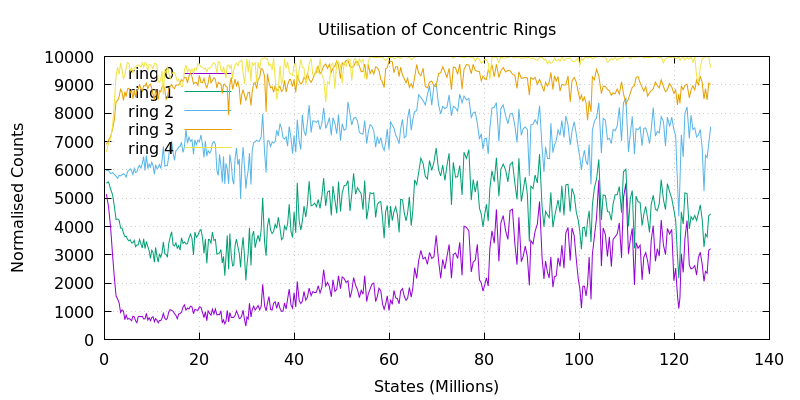 Utilisation of Concentric Rings
Normalised Counts
10000
9000
8000
7000
6000
5000
4000
3000
2000
1000
0
ring 0
ring 1
ring 2
ring 3
ring 4
0 20 40 60 80 100 120 140
States (Millions)